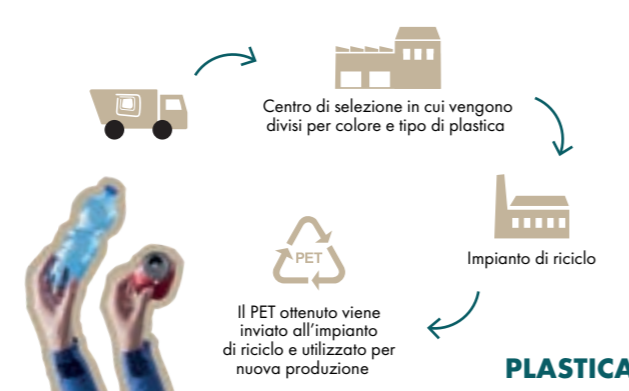 Centro di selezione in cui vengono
divisi per colore e tipo di plastica
Impianto di riciclo
PET
Il PET ottenuto viene
inviato all'impianto
di riciclo e utilizzato per
nuova produzione
PLASTICA